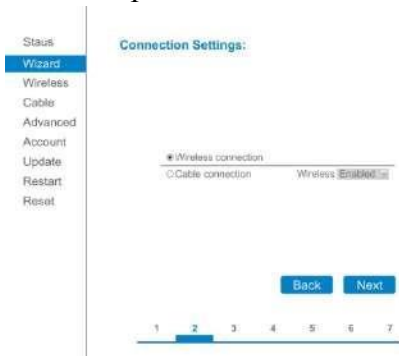 Staus
Wizard
Wireless
Cable
Advanced
Account
Update
Restart
Reset
Connection Settings:
Wireless connection
Cable connection Wireless Enabled
Back Next
1 2 3 4 5 6 7